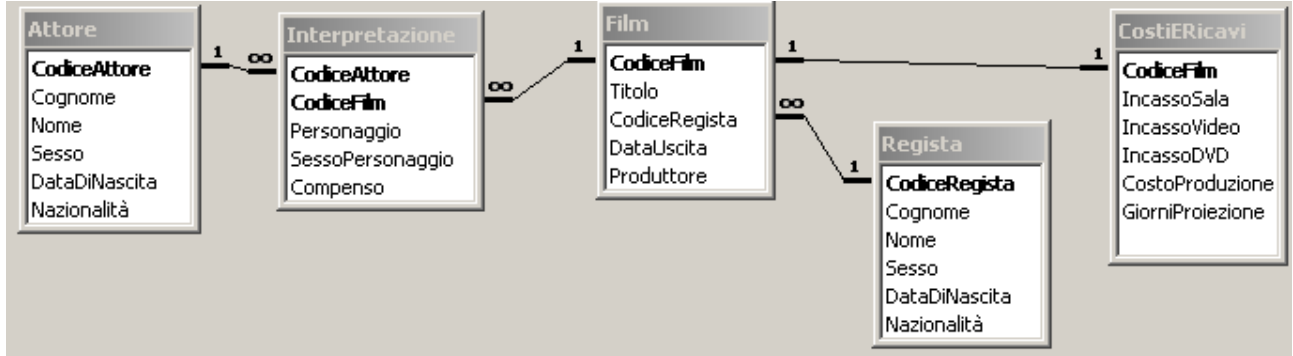 Attore
CodiceAttore
Cognome
Nome
Sesso
DataDiNascita
Nazionalità
1
∞
Interpretazione
CodiceAttore
CodiceFilm
Personaggio
SessoPersonaggio
Compenso
∞
1
Film
CodiceFilm
Titolo
CodiceRegista
DataUscita
Produttore
1
∞
1
Regista
CodiceRegista
Cognome
Nome
Sesso
DataDiNascita
Nazionalità
1
CostiERicavi
CodiceFilm
IncassoSala
IncassoVideo
IncassoDVD
CostoProduzione
GiorniProiezione